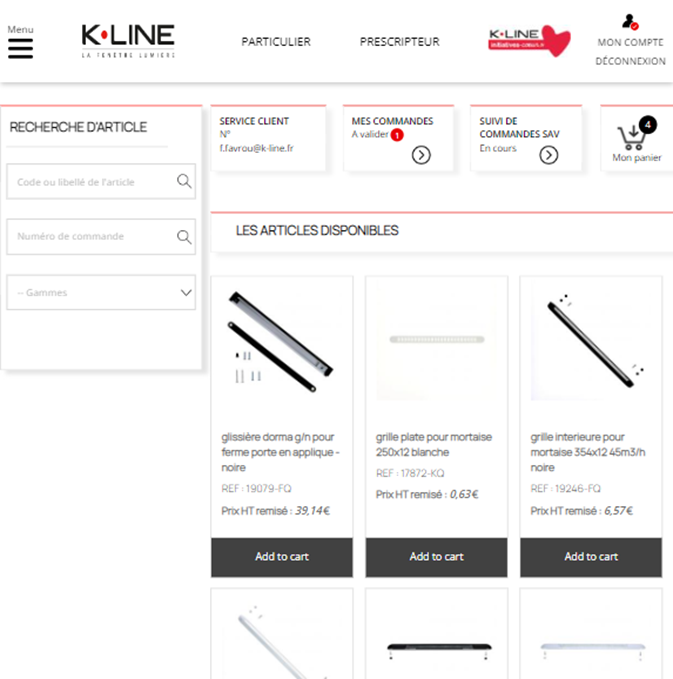 Menu
K•LINE
LA FENÊTRE LUMIÈRE
PARTICULIER
PRESCRIPTEUR
K•LINE
initiatives-coeur.fr
MON COMPTE
DÉCONNEXION
RECHERCHE D'ARTICLE
Code ou libellé de l'article
Numéro de commande
-- Gammes
SERVICE CLIENT
N°
f.favrou@k-line.fr
MES COMMANDES
A valider 1
SUIVI DE
COMMANDES SAV
En cours
4
Mon panier
LES ARTICLES DISPONIBLES
glissière dorma g/n pour
ferme porte en applique -
noire
REF : 19079-FQ
Prix HT remisé : 39,14€
Add to cart
grille plate pour mortaise
250x12 blanche
REF : 17872-KQ
Prix HT remisé : 0,63€
Add to cart
grille interieure pour
mortaise 354x12 45m3/h
noire
REF : 19246-FQ
Prix HT remisé : 6,57€
Add to cart